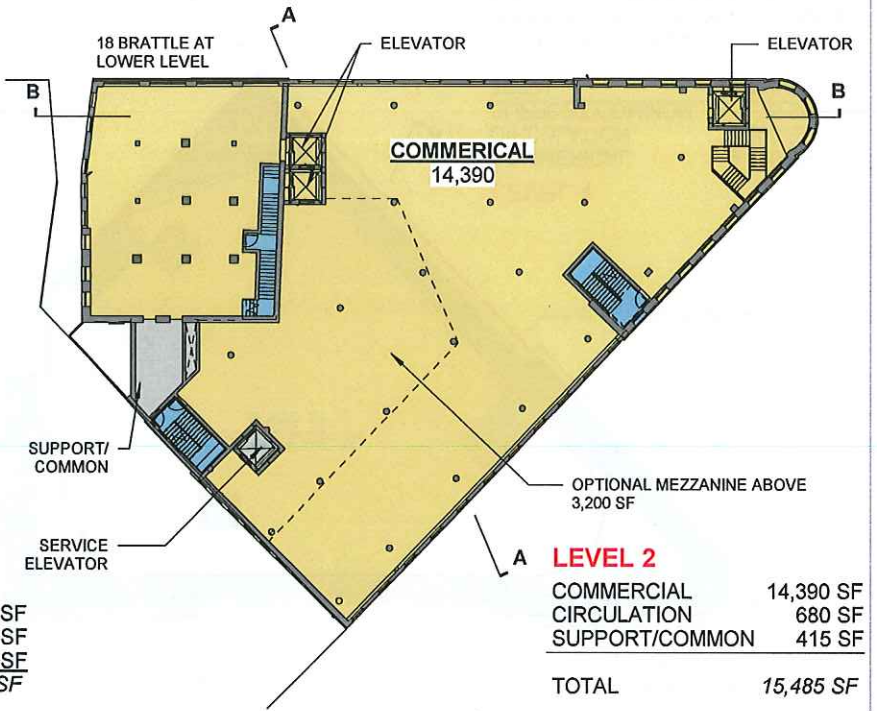 A
18 BRATTLE AT
LOWER LEVEL
ELEVATOR
ELEVATOR
B
B
COMMERICAL
14,390
SUPPORT/
COMMON
OPTIONAL MEZZANINE ABOVE
3,200 SF
SERVICE
ELEVATOR
A
LEVEL 2
COMMERCIAL 14,390 SF
CIRCULATION 680 SF
SUPPORT/COMMON 415 SF
TOTAL 15,485 SF
SF
SF
SF
SF